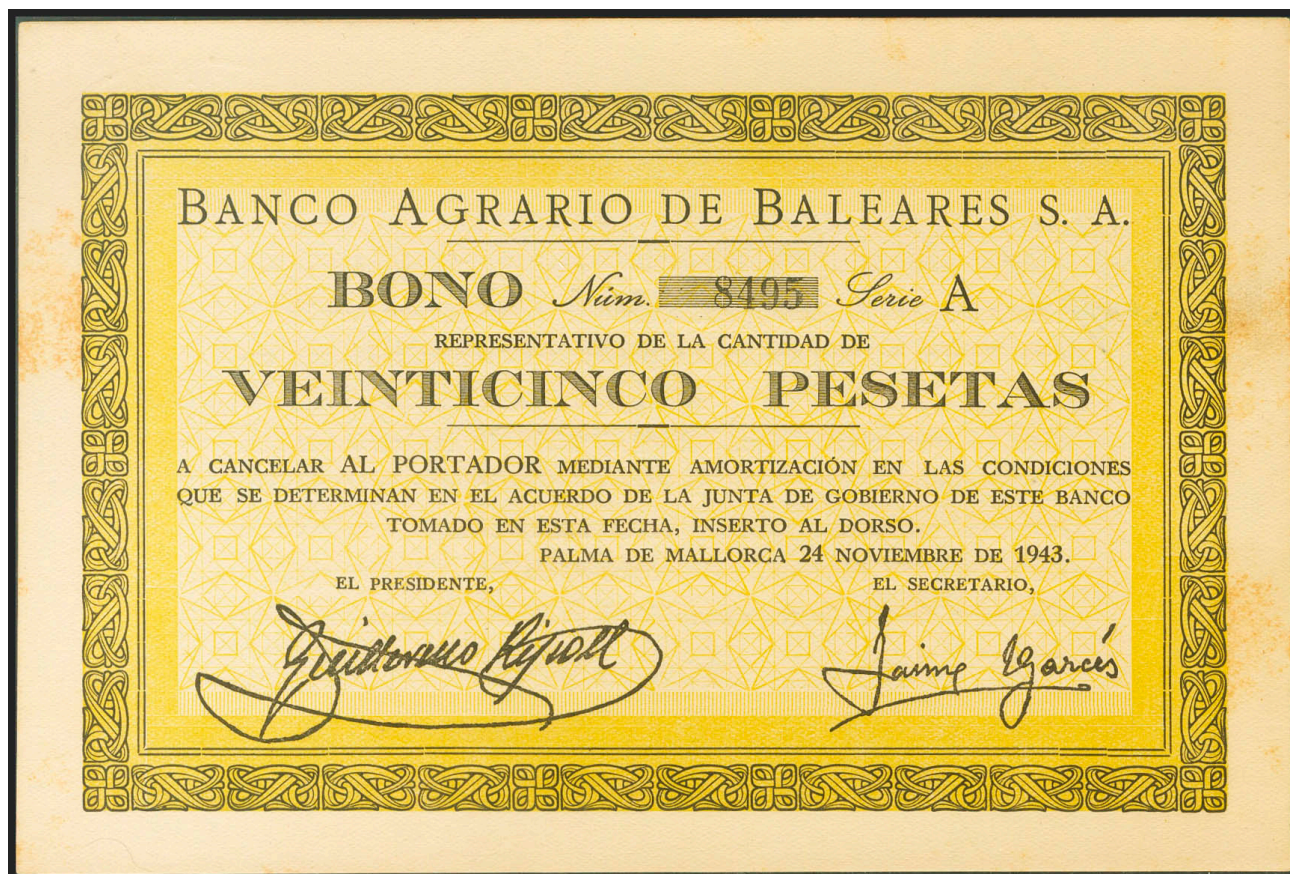 BANCO AGRARIO DE BALEARES S. A.
BONO Núm. 8495 Serie A
REPRESENTATIVO DE LA CANTIDAD DE
VEINTICINCO PESETAS
A CANCELAR AL PORTADOR MEDIANTE AMORTIZACIÓN EN LAS CONDICIONES
QUE SE DETERMINAN EN EL ACUERDO DE LA JUNTA DE GOBIERNO DE ESTE BANCO
TOMADO EN ESTA FECHA, INSERTO AL DORSO.
PALMA DE MALLORCA 24 NOVIEMBRE DE 1943.
EL PRESIDENTE, EL SECRETARIO,
Guillermo Ripoll Jaime Garcés